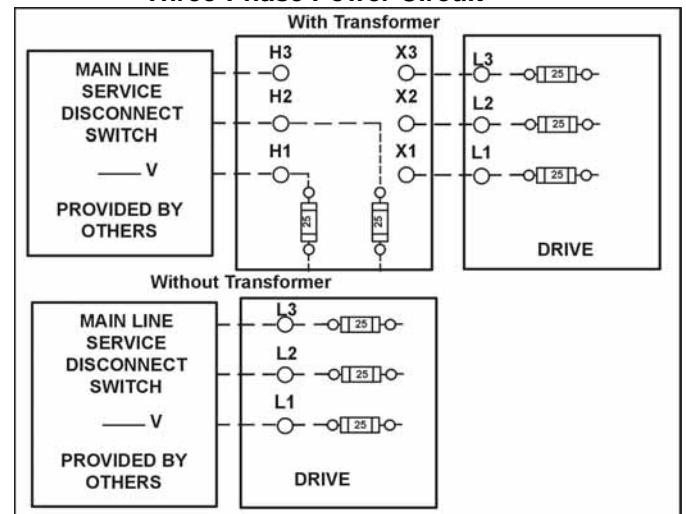 Three-Phase Power Circuit
With Transformer
MAIN LINE
SERVICE
DISCONNECT
SWITCH
V
PROVIDED BY
OTHERS
H3
H2
H1
25
25
X3
X2
X1
L3
25
L2
25
L1
25
DRIVE
Without Transformer
MAIN LINE
SERVICE
DISCONNECT
SWITCH
V
PROVIDED BY
OTHERS
L3
25
L2
25
L1
25
DRIVE